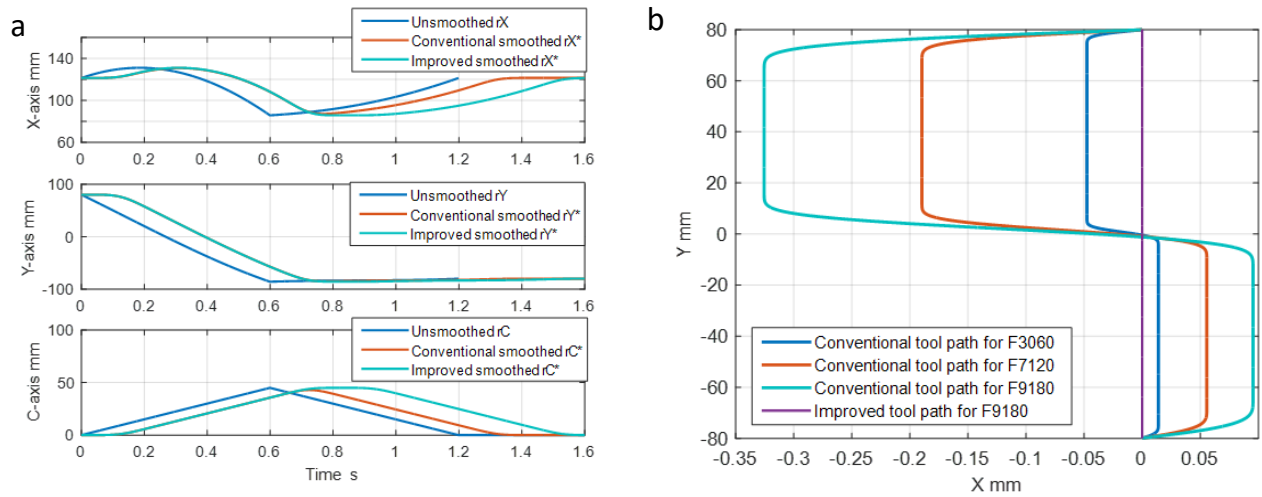 a
Unsmoothed rX
Conventional smoothed rX*
Improved smoothed rX*
X-axis mm
140
100
60
0 0.2 0.4 0.6 0.8 1 1.2 1.4 1.6
Unsmoothed rY
Conventional smoothed rY*
Improved smoothed rY*
Y-axis mm
100
0
-100
0 0.2 0.4 0.6 0.8 1 1.2 1.4 1.6
Unsmoothed rC
Conventional smoothed rC*
Improved smoothed rC*
C-axis mm
100
50
0
0 0.2 0.4 0.6 0.8 1 1.2 1.4 1.6
Time s
b
Y mm
80
60
40
20
0
-20
-40
-60
-80
Conventional tool path for F3060
Conventional tool path for F7120
Conventional tool path for F9180
Improved tool path for F9180
-0.35 -0.3 -0.25 -0.2 -0.15 -0.1 -0.05 0 0.05
X mm